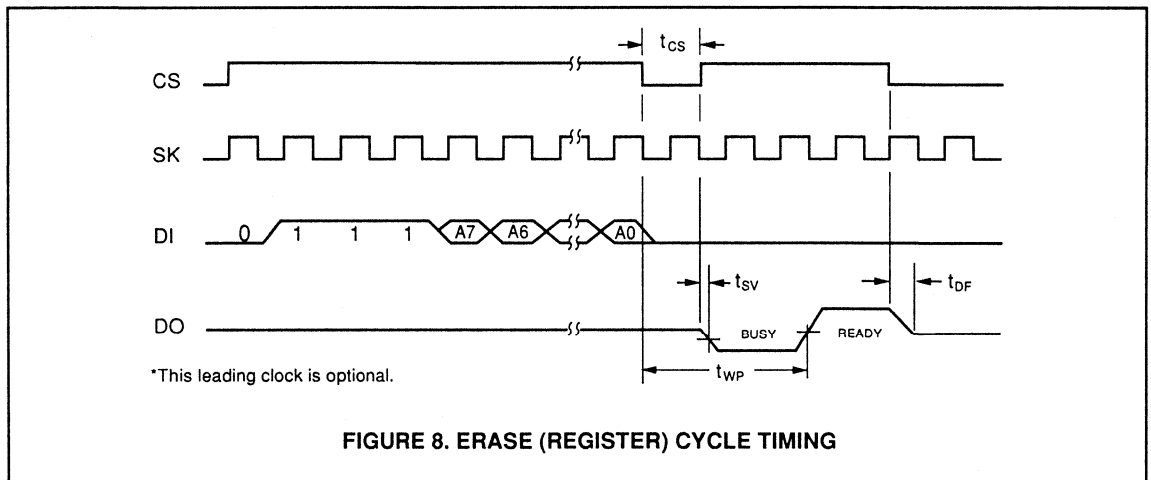 tCS
CS
SK
DI 0 1 1 1 A7 A6 A0
tSV
tDF
DO BUSY READY
*This leading clock is optional.
tWP
FIGURE 8. ERASE (REGISTER) CYCLE TIMING